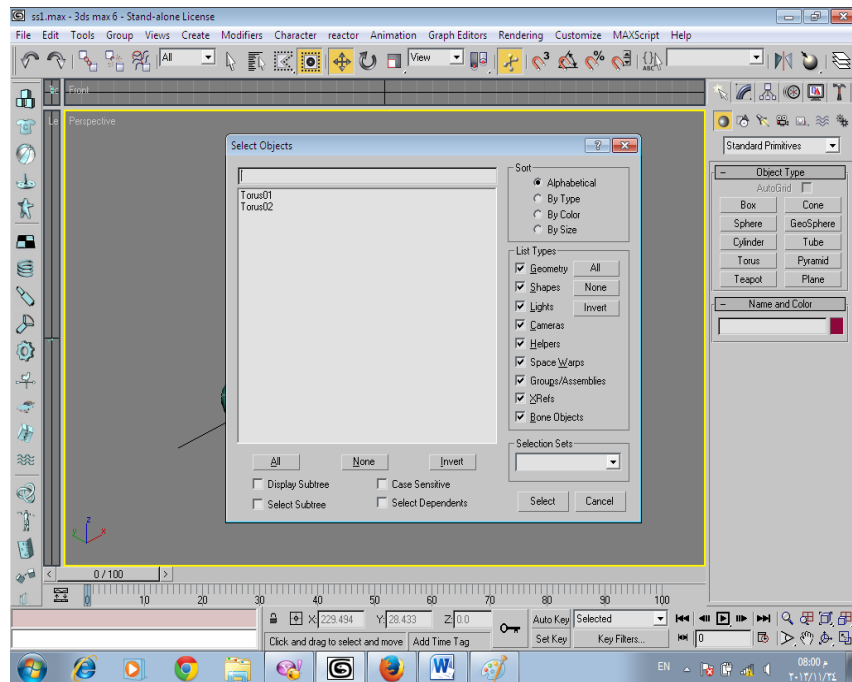 ss1.max - 3ds max 6 - Stand-alone License
File Edit Tools Group Views Create Modifiers Character reactor Animation Graph Editors Rendering Customize MAXScript Help
All
View
Front
Le
Perspective
Standard Primitives
Object Type
AutoGrid
Box Cone
Sphere GeoSphere
Cylinder Tube
Torus Pyramid
Teapot Plane
Name and Color
Select Objects
Torus01
Torus02
Sort
Alphabetical
By Type
By Color
By Size
List Types
Geometry All
Shapes None
Lights Invert
Cameras
Helpers
Space Warps
Groups/Assemblies
XRefs
Bone Objects
Selection Sets
All None Invert
Display Subtree Case Sensitive
Select Subtree Select Dependents
Select Cancel
z
y x
0 / 100
0 10 20 30 40 50 60 70 80 90 100
X: 229.494 Y: 28.433 Z: 0.0
Auto Key Selected
Click and drag to select and move Add Time Tag
Set Key Key Filters...
0
W
EN
08:00 م
٢٠١٣/١١/٢٤